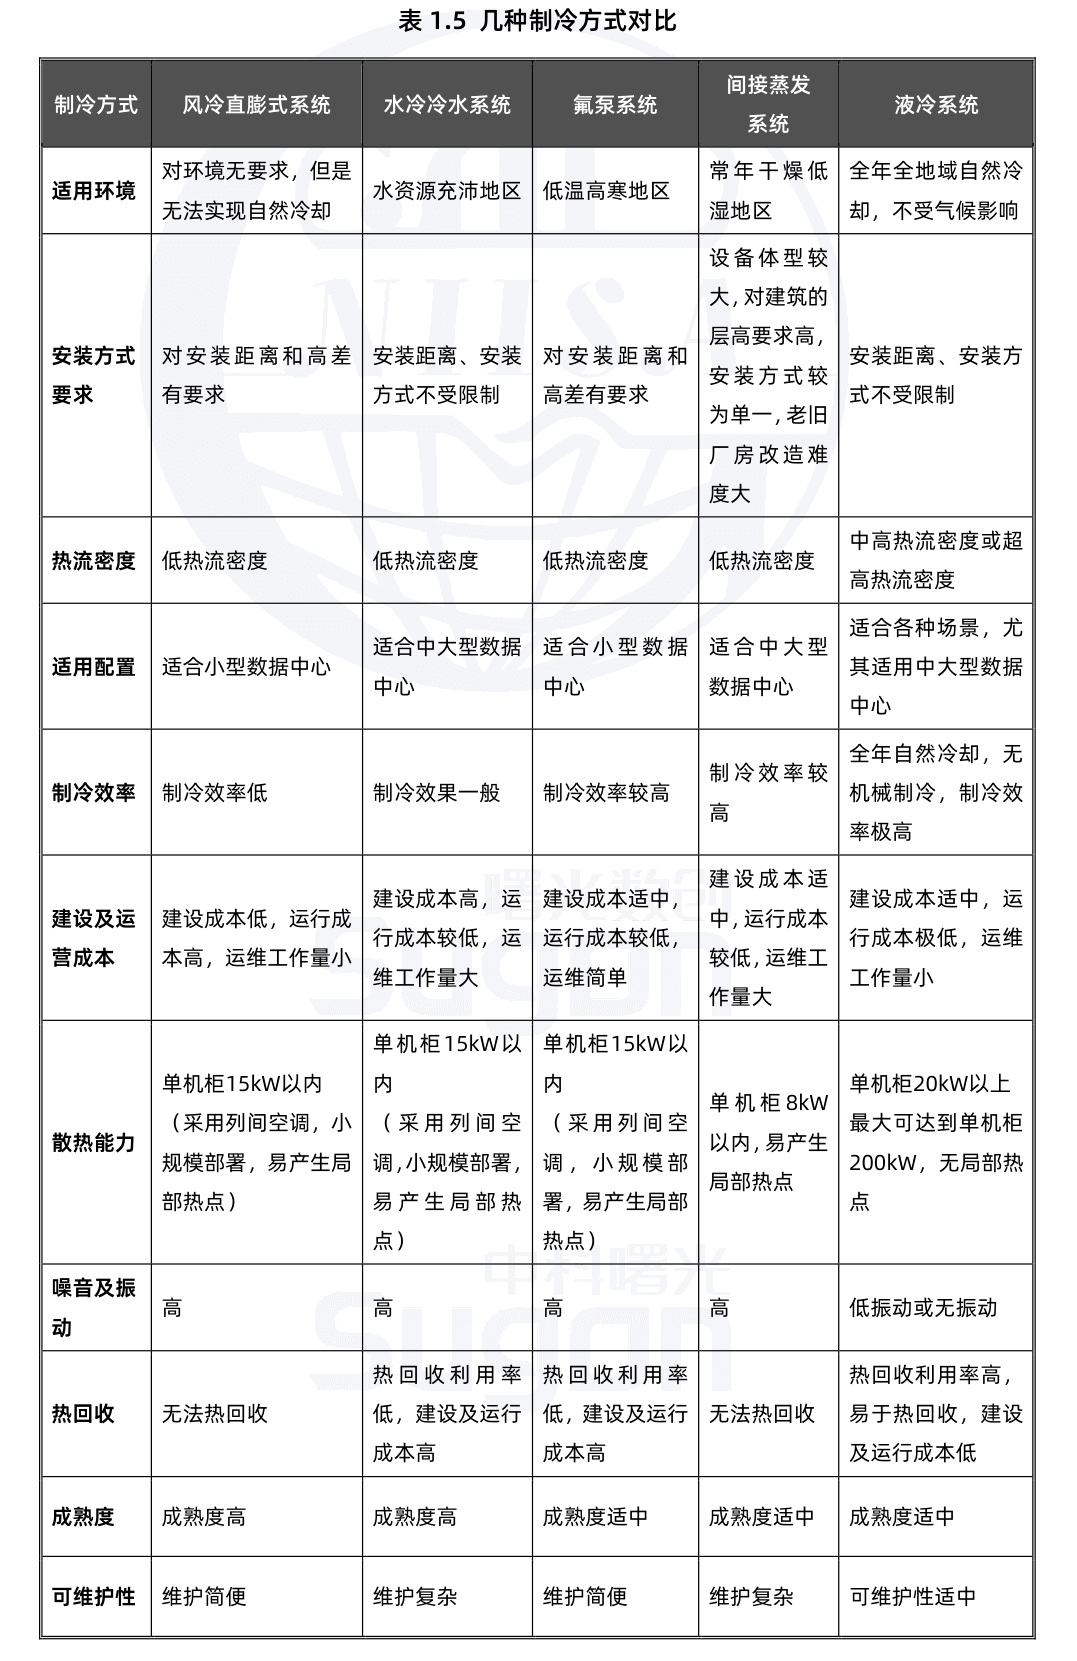 表 1.5 几种制冷方式对比
制冷方式
风冷直膨式系统
水冷冷水系统
氟泵系统
间接蒸发
系统
液冷系统
适用环境
对环境无要求，但是
无法实现自然冷却
水资源充沛地区
低温高寒地区
常年干燥低
湿地区
全年全地域自然冷
却，不受气候影响
安装方式
要求
对安装距离和高差
有要求
安装距离、安装
方式不受限制
对安装距离和
高差有要求
设备体型较
大，对建筑的
层高要求高，
安装方式较
为单一，老旧
厂房改造难
度大
安装距离、安装方
式不受限制
热流密度
低热流密度
低热流密度
低热流密度
低热流密度
中高热流密度或超
高热流密度
适用配置
适合小型数据中心
适合中大型数据
中心
适合小型数据
中心
适合中大型
数据中心
适合各种场景，尤
其适用中大型数据
中心
制冷效率
制冷效率低
制冷效果一般
制冷效率较高
制冷效率较
高
全年自然冷却，无
机械制冷，制冷效
率极高
建设及运
营成本
建设成本低，运行成
本高，运维工作量小
建设成本高，运
行成本较低，运
维工作量大
建设成本适中，
运行成本较低，
运维简单
建设成本适
中，运行成本
较低，运维工
作量大
建设成本适中，运
行成本极低，运维
工作量小
散热能力
单机柜15kW以内
（采用列间空调，小
规模部署，易产生局
部热点）
单机柜15kW以
内
（采用列间空
调，小规模部署，
易产生局部热
点）
单机柜15kW以
内
（采用列间空
调，小规模部
署，易产生局部
热点）
单机柜8kW
以内，易产生
局部热点
单机柜20kW以上
最大可达到单机柜
200kW，无局部热
点
噪音及振
动
高
高
高
高
低振动或无振动
热回收
无法热回收
热回收利用率
低，建设及运行
成本高
热回收利用率
低，建设及运行
成本高
无法热回收
热回收利用率高，
易于热回收，建设
及运行成本低
成熟度
成熟度高
成熟度高
成熟度适中
成熟度适中
成熟度适中
可维护性
维护简便
维护复杂
维护简便
维护复杂
可维护性适中
NIISA
曙光数创
Sugon
中科曙光
Sugon